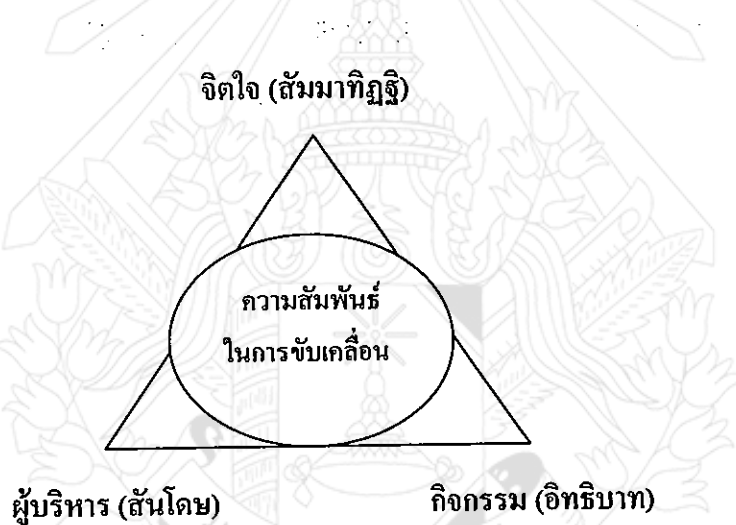 จิตใจ (สัมมาทิฏฐิ)
ความสัมพันธ์
ในการขับเคลื่อน
ผู้บริหาร (สันโดษ)
กิจกรรม (อิทธิบาท)